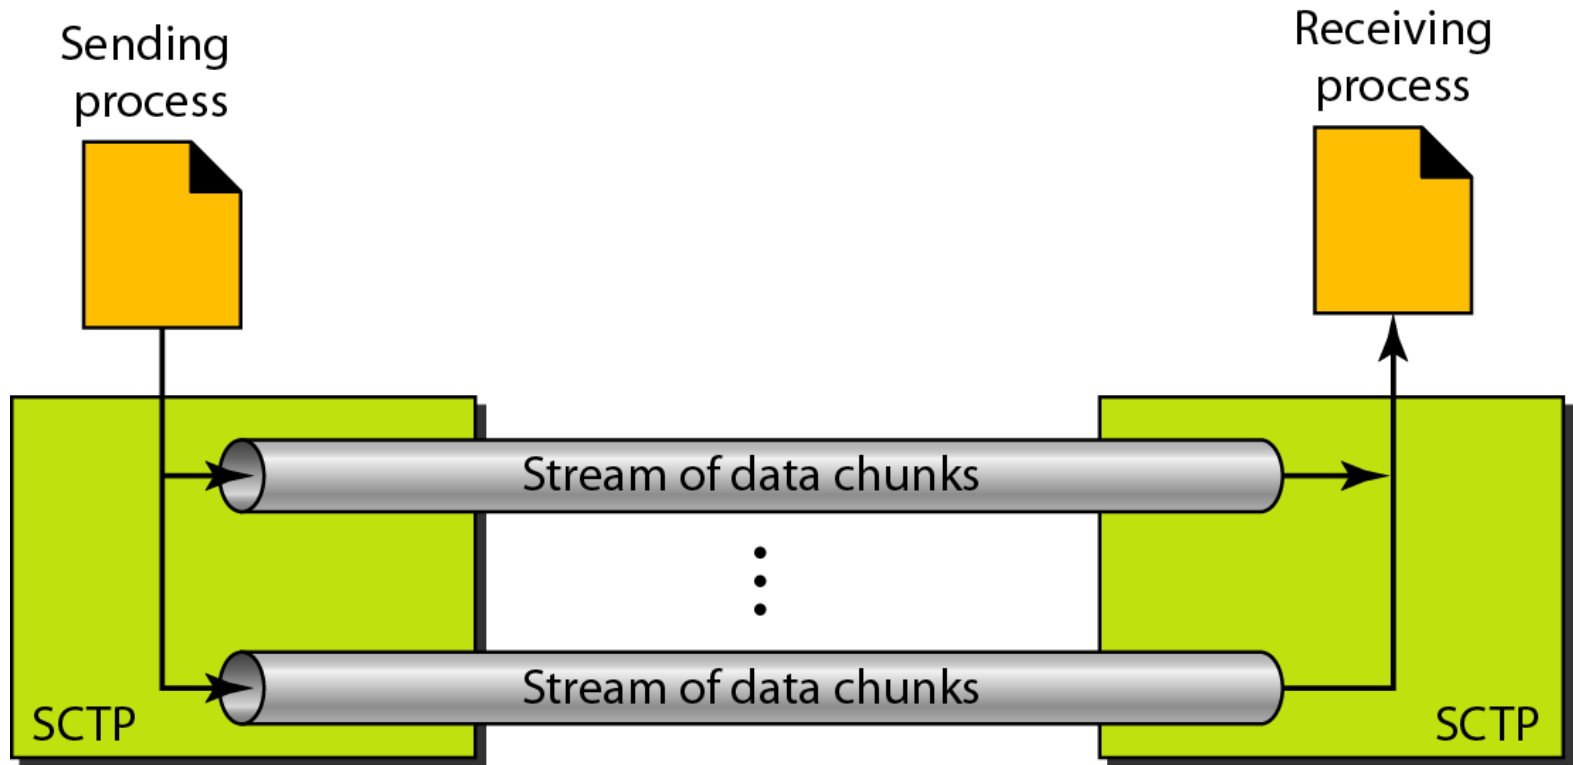 Sending
process
Receiving
process
Stream of data chunks
Stream of data chunks
SCTP
SCTP